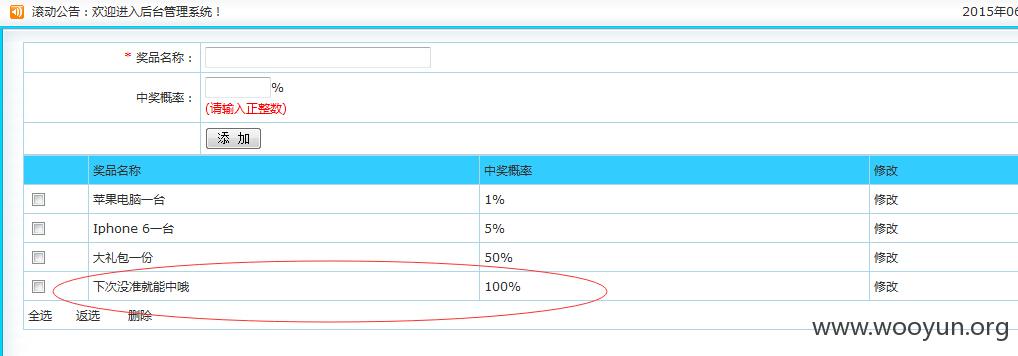 滚动公告：欢迎进入后台管理系统！ 2015年06
* 奖品名称：
中奖概率： %
(请输入正整数)
添 加
奖品名称 中奖概率 修改
苹果电脑一台 1% 修改
Iphone 6一台 5% 修改
大礼包一份 50% 修改
下次没准就能中哦 100% 修改
全选 返选 删除
www.wooyun.org